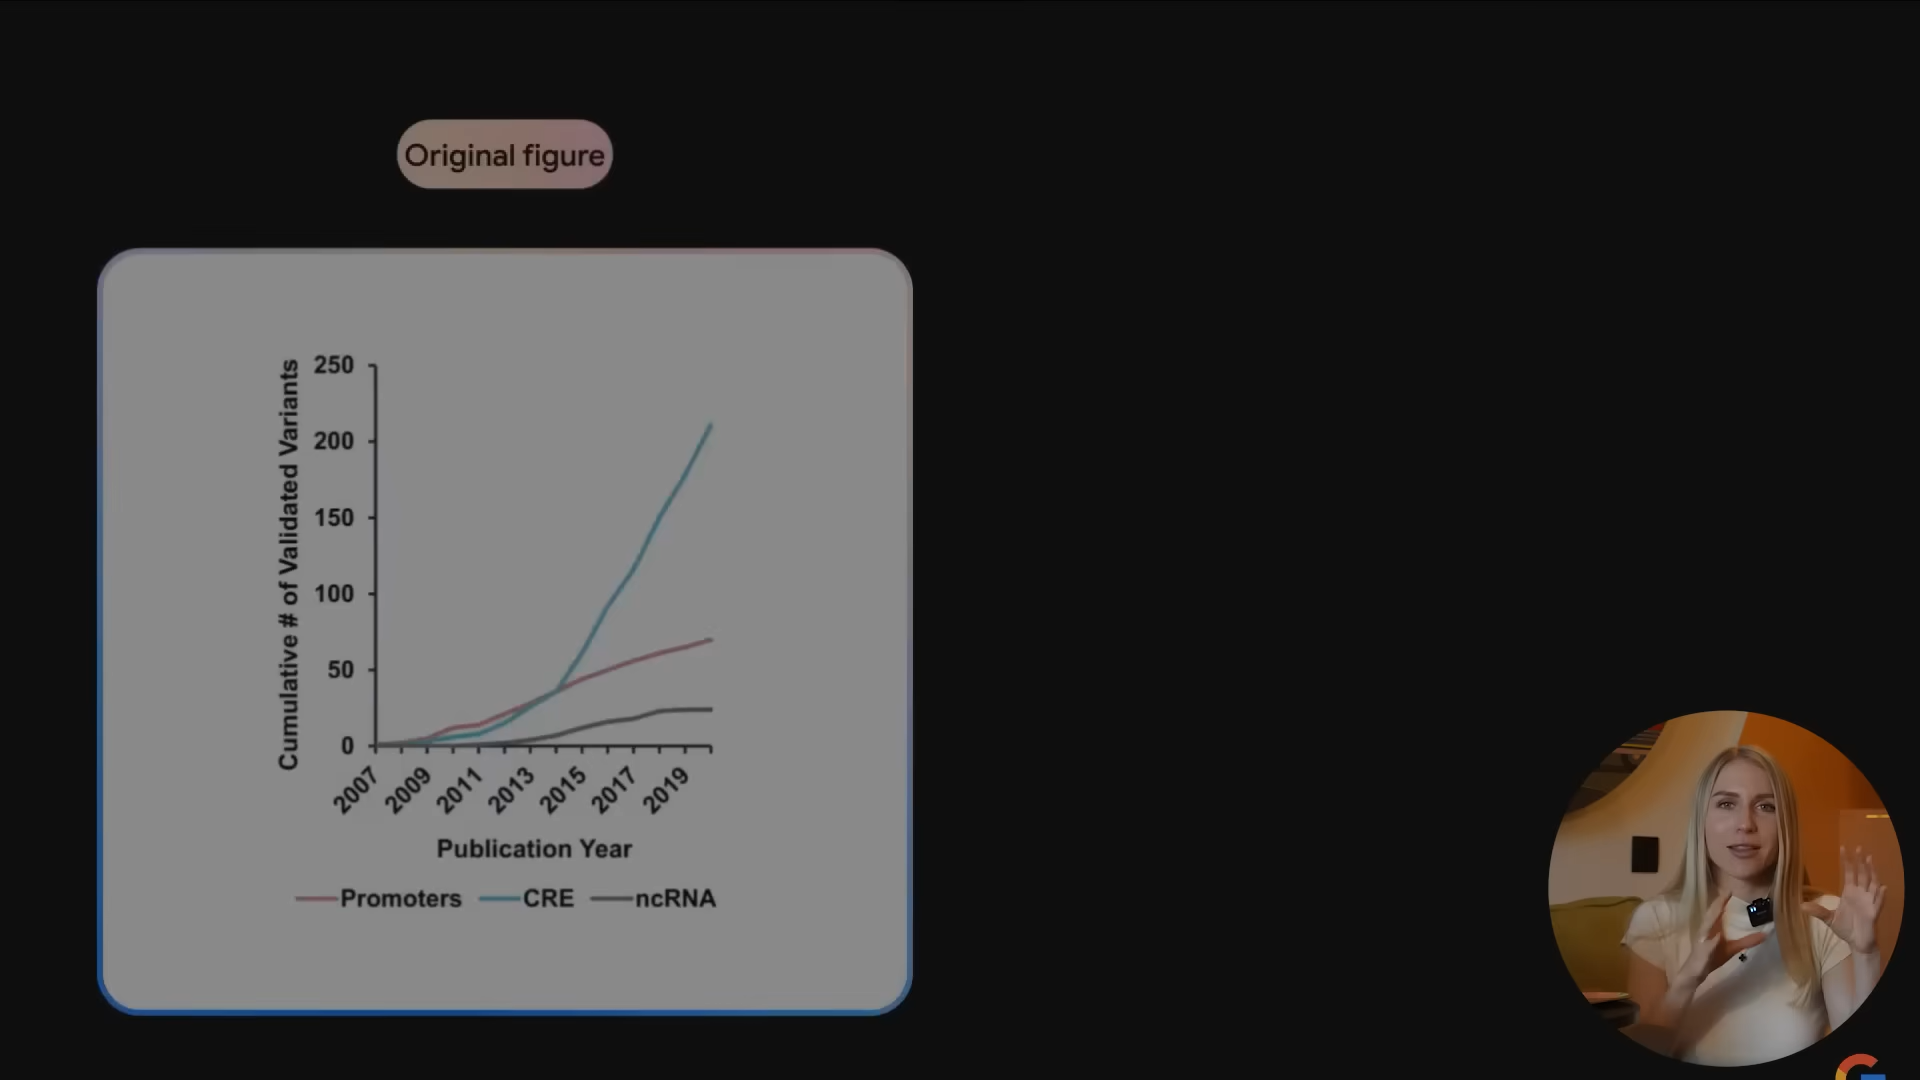 Original figure
Cumulative # of Validated Variants
250
200
150
100
50
0
2007 2009 2011 2013 2015 2017 2019
Publication Year
Promoters CRE ncRNA